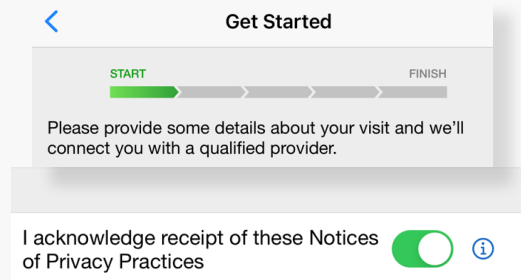 Get Started
START FINISH
Please provide some details about your visit and we'll
connect you with a qualified provider.
I acknowledge receipt of these Notices
of Privacy Practices